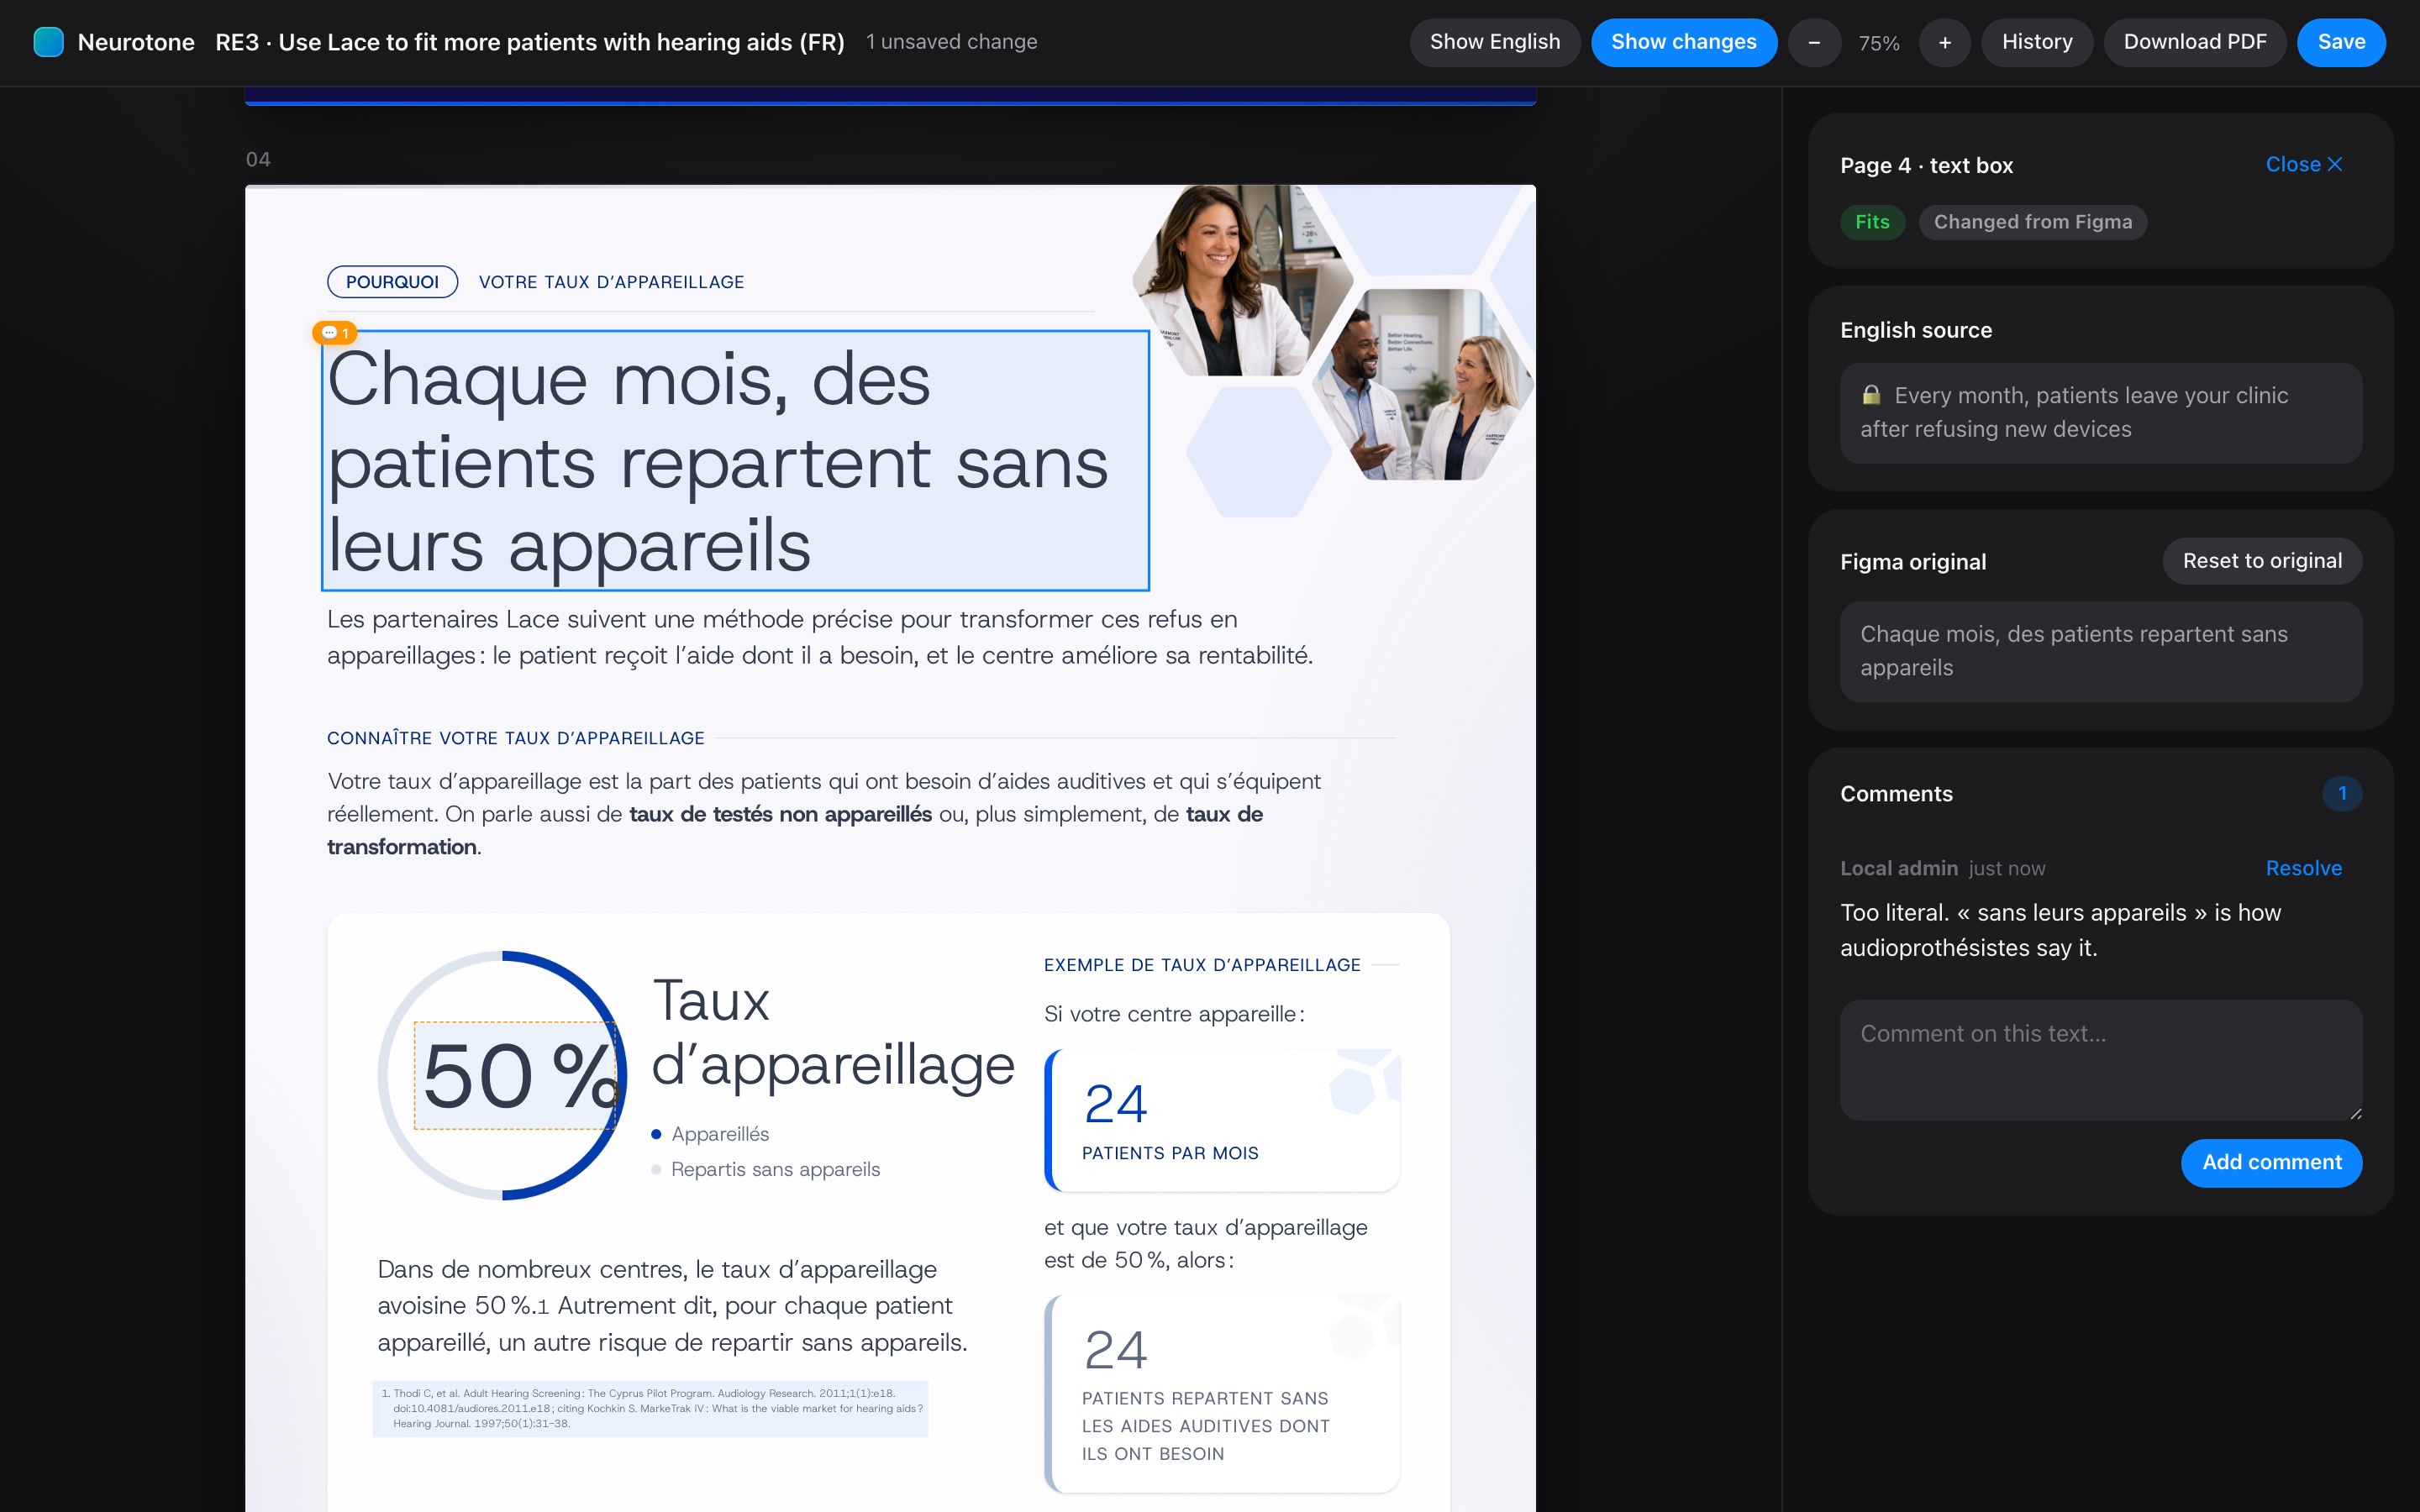 Neurotone
RE3 · Use Lace to fit more patients with hearing aids (FR)
1 unsaved change
Show English
Show changes
−
75%
+
History
Download PDF
Save
04
POURQUOI
VOTRE TAUX D’APPAREILLAGE
1
Chaque mois, des
patients repartent sans
leurs appareils
Better Hearing.
Better Connections.
Better Life.
Les partenaires Lace suivent une méthode précise pour transformer ces refus en
appareillages : le patient reçoit l’aide dont il a besoin, et le centre améliore sa rentabilité.
CONNAÎTRE VOTRE TAUX D’APPAREILLAGE
Votre taux d’appareillage est la part des patients qui ont besoin d’aides auditives et qui s’équipent
réellement. On parle aussi de taux de testés non appareillés ou, plus simplement, de taux de
transformation.
50 %
Taux
d’appareillage
Appareillés
Repartis sans appareils
Dans de nombreux centres, le taux d’appareillage
avoisine 50 %.1 Autrement dit, pour chaque patient
appareillé, un autre risque de repartir sans appareils.
1. Thodi C, et al. Adult Hearing Screening : The Cyprus Pilot Program. Audiology Research. 2011;1(1):e18.
doi:10.4081/audiores.2011.e18 ; citing Kochkin S. MarkeTrak IV : What is the viable market for hearing aids ?
Hearing Journal. 1997;50(1):31–38.
EXEMPLE DE TAUX D’APPAREILLAGE
Si votre centre appareille :
24
PATIENTS PAR MOIS
et que votre taux d’appareillage
est de 50 %, alors :
24
PATIENTS REPARTENT SANS
LES AIDES AUDITIVES DONT
ILS ONT BESOIN
Page 4 · text box
Close ×
Fits
Changed from Figma
English source
Every month, patients leave your clinic
after refusing new devices
Figma original
Reset to original
Chaque mois, des patients repartent sans
appareils
Comments
1
Local admin just now
Resolve
Too literal. « sans leurs appareils » is how
audioprothésistes say it.
Comment on this text...
Add comment